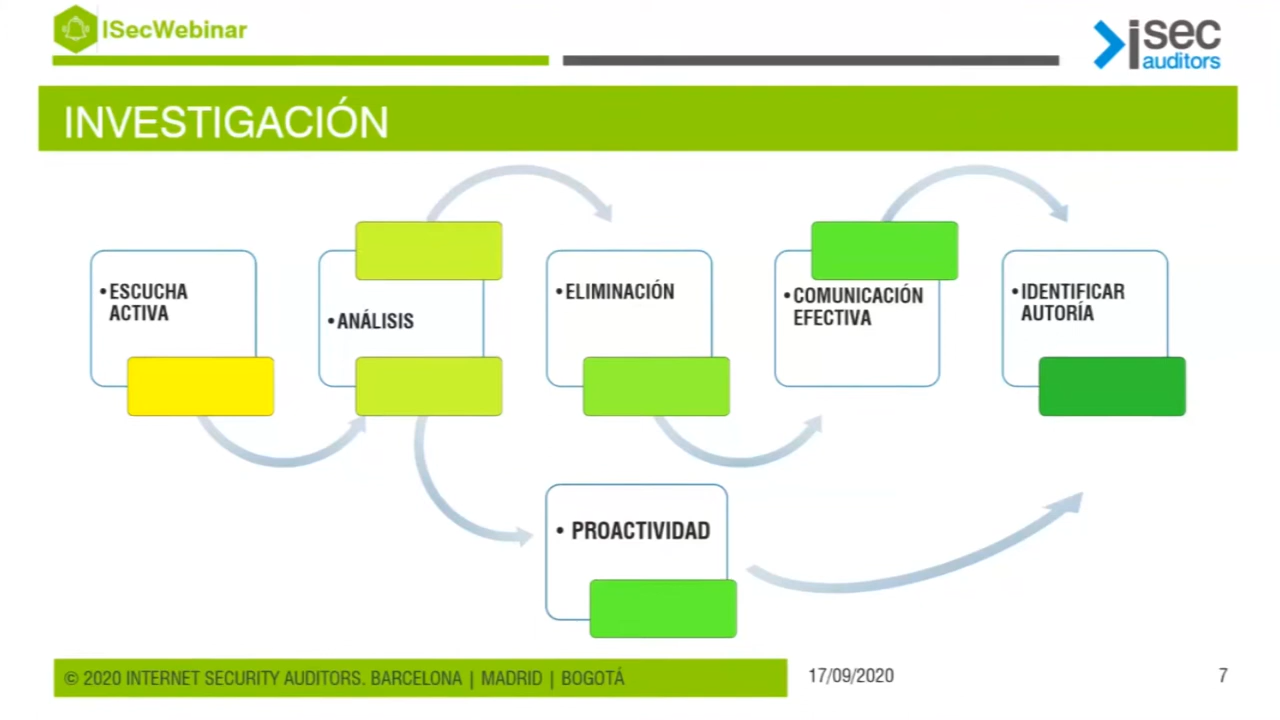 ISecWebinar
isec
auditors
INVESTIGACIÓN
•ESCUCHA
ACTIVA
•ANÁLISIS
•ELIMINACIÓN
•COMUNICACIÓN
EFECTIVA
•IDENTIFICAR
AUTORÍA
• PROACTIVIDAD
© 2020 INTERNET SECURITY AUDITORS. BARCELONA | MADRID | BOGOTÁ
17/09/2020
7